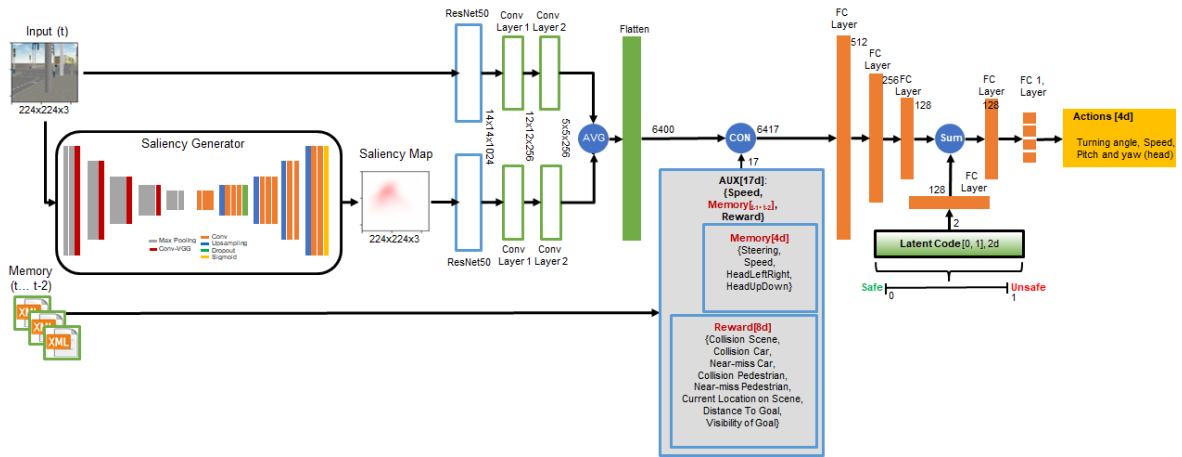 Input (t)
224x224x3
Saliency Generator
Max Pooling
Conv-VGG
Conv
Upsampling
Dropout
Sigmoid
Saliency Map
224x224x3
Memory
(t... t-2)
XML
XML
XML
ResNet50
Conv
Layer 1
Conv
Layer 2
14x14x1024
12x12x256
5x5x256
ResNet50
Conv
Layer 1
Conv
Layer 2
AVG
Flatten
6400
CON
6417
17
AUX[17d]:
{Speed,
Memory[t-1, t-2],
Reward}
Memory[4d]
{Steering,
Speed,
HeadLeftRight,
HeadUpDown}
Reward[8d]
{Collision Scene,
Collision Car,
Near-miss Car,
Collision Pedestrian,
Near-miss Pedestrian,
Current Location on Scene,
Distance To Goal,
Visibility of Goal}
FC
Layer
512
FC
Layer
256
FC
Layer
128
Sum
FC
Layer
128
FC 1,
Layer
Actions [4d]
Turning angle, Speed,
Pitch and yaw (head)
128
FC
Layer
2
Latent Code[0, 1], 2d
Safe
0
1
Unsafe